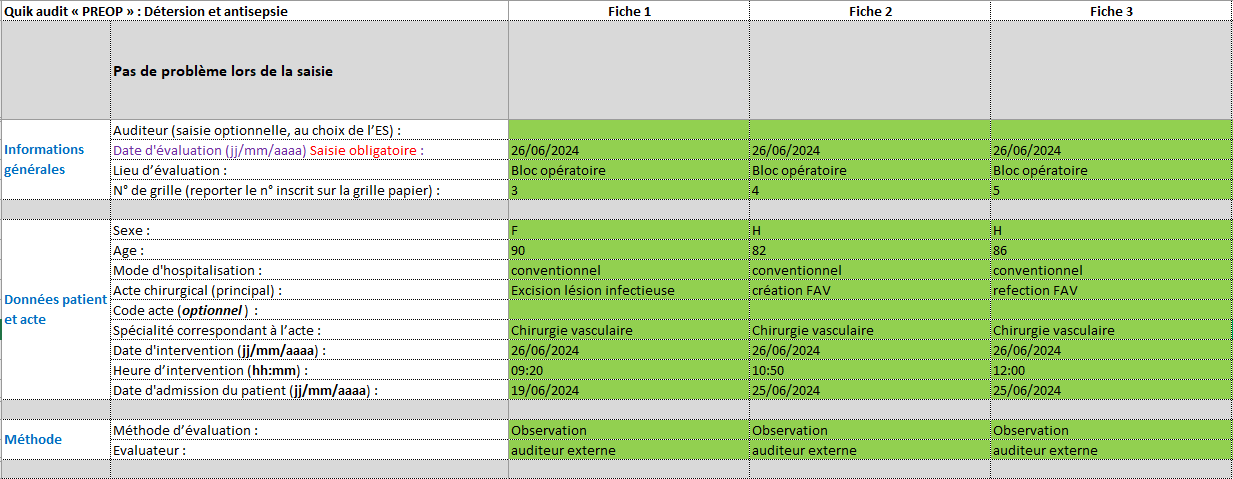 Quik audit « PREOP » : Détersion et antisepsie Fiche 1 Fiche 2 Fiche 3
Pas de problème lors de la saisie
Informations générales
Auditeur (saisie optionnelle, au choix de l’ES) :
Date d'évaluation (jj/mm/aaaa) Saisie obligatoire : 26/06/2024 26/06/2024 26/06/2024
Lieu d’évaluation : Bloc opératoire Bloc opératoire Bloc opératoire
N° de grille (reporter le n° inscrit sur la grille papier) : 3 4 5
Données patient et acte
Sexe : F H H
Age : 90 82 86
Mode d'hospitalisation : conventionnel conventionnel conventionnel
Acte chirurgical (principal) : Excision lésion infectieuse création FAV refection FAV
Code acte (optionnel ) :
Spécialité correspondant à l’acte : Chirurgie vasculaire Chirurgie vasculaire Chirurgie vasculaire
Date d'intervention (jj/mm/aaaa) : 26/06/2024 26/06/2024 26/06/2024
Heure d’intervention (hh:mm) : 09:20 10:50 12:00
Date d'admission du patient (jj/mm/aaaa) : 19/06/2024 25/06/2024 25/06/2024
Méthode
Méthode d’évaluation : Observation Observation Observation
Evaluateur : auditeur externe auditeur externe auditeur externe